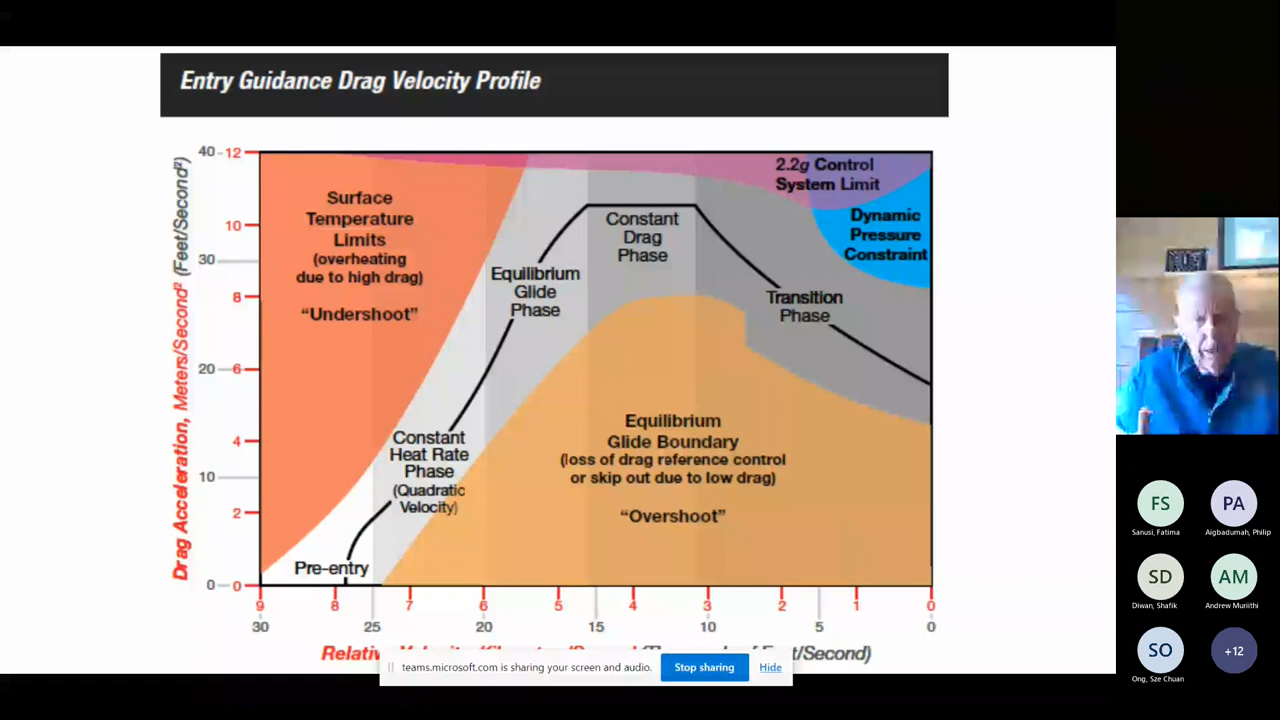 Entry Guidance Drag Velocity Profile
Drag Acceleration, Meters/Second² (Feet/Second²)
40
12
10
30
8
20
6
4
10
2
0
0
Surface
Temperature
Limits
(overheating
due to high drag)
"Undershoot"
2.2g Control
System Limit
Dynamic
Pressure
Constraint
Constant
Drag
Phase
Equilibrium
Glide
Phase
Transition
Phase
Constant
Heat Rate
Phase
(Quadratic
Velocity)
Equilibrium
Glide Boundary
(loss of drag reference control
or skip out due to low drag)
"Overshoot"
Pre-entry
9 8 7 6 5 4 3 2 1 0
30 25 20 15 10 5 0
teams.microsoft.com is sharing your screen and audio.
Stop sharing
Hide
FS
Sanusi, Fatima
PA
Aigbadumah, Philip
SD
Diwan, Shafik
AM
Andrew Muriithi
SO
Ong, Sze Chuan
+12